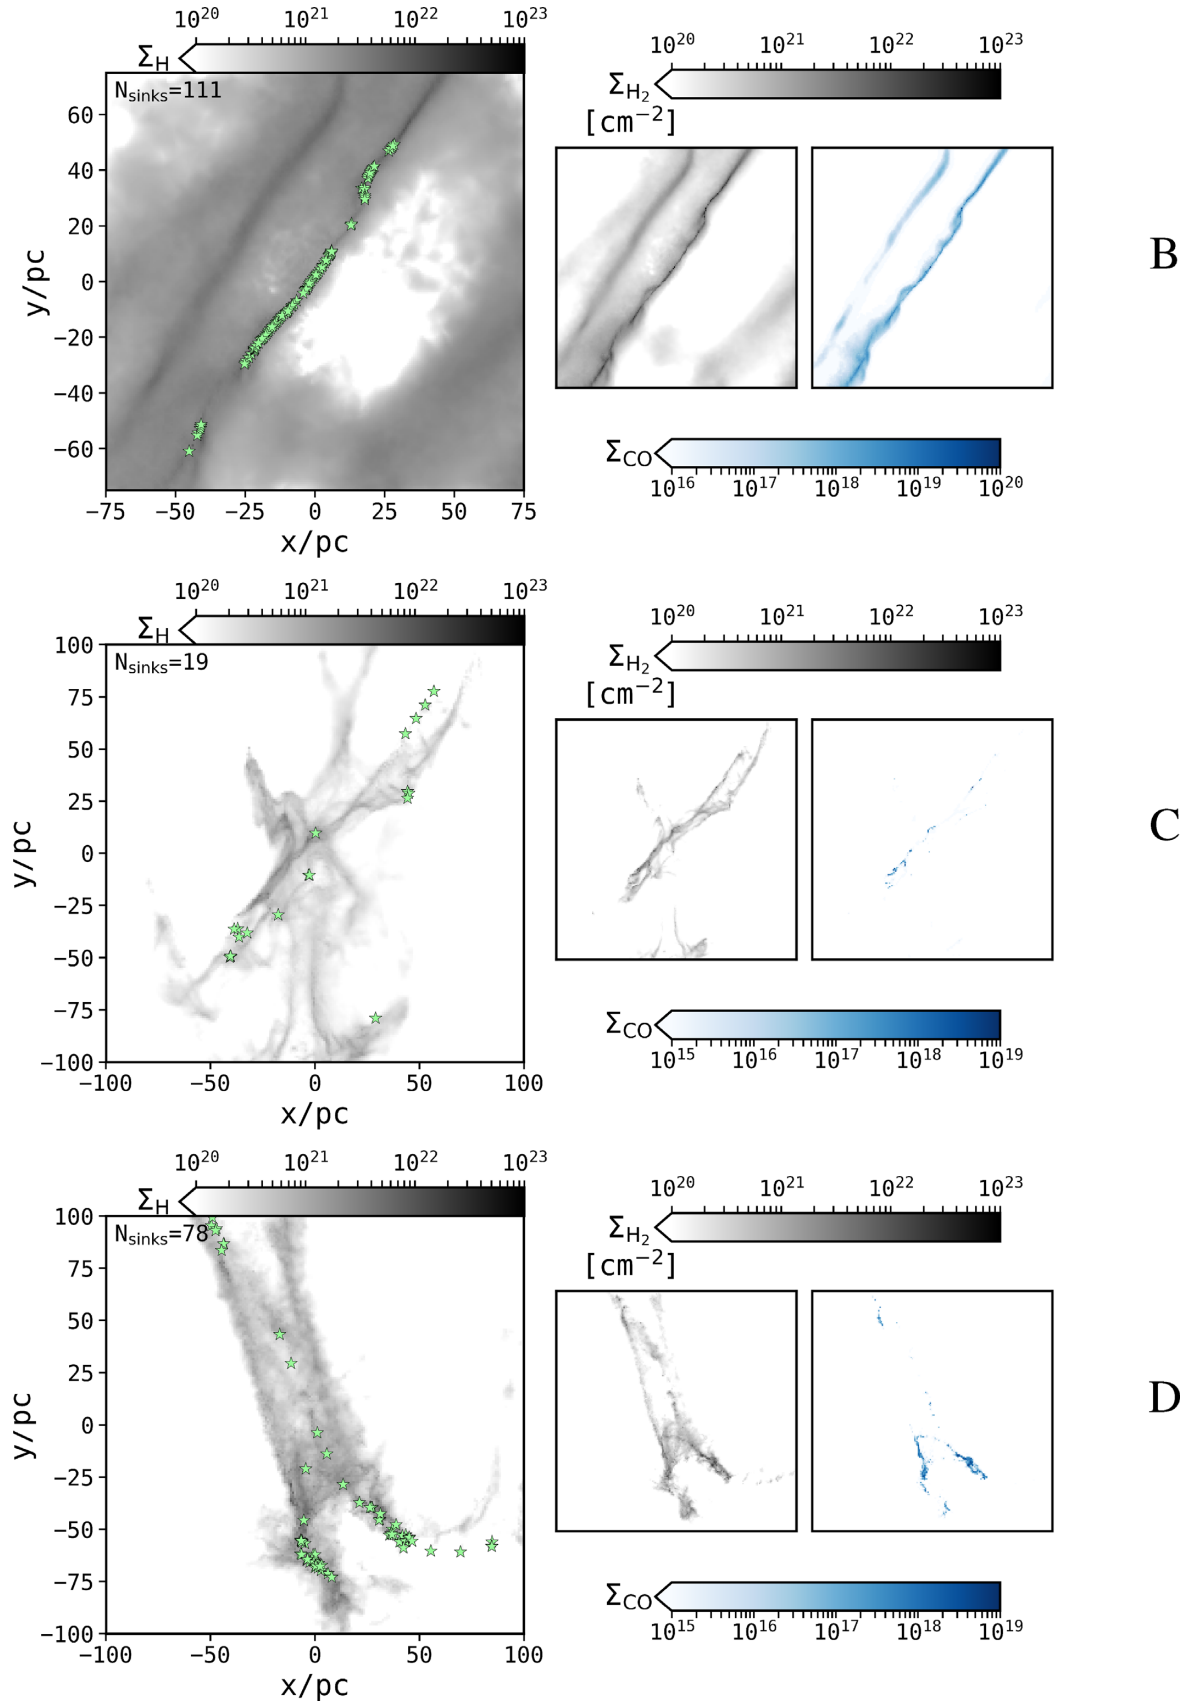 10^20 10^21 10^22 10^23
Σ_H
N_sinks=111
60
40
20
0
−20
−40
−60
y/pc
−75 −50 −25 0 25 50 75
x/pc
10^20 10^21 10^22 10^23
Σ_H₂
[cm^−2]
Σ_CO
10^16 10^17 10^18 10^19 10^20
B
10^20 10^21 10^22 10^23
Σ_H
N_sinks=19
100
75
50
25
0
−25
−50
−75
−100
y/pc
−100 −50 0 50 100
x/pc
10^20 10^21 10^22 10^23
Σ_H₂
[cm^−2]
Σ_CO
10^15 10^16 10^17 10^18 10^19
C
10^20 10^21 10^22 10^23
Σ_H
N_sinks=78
100
75
50
25
0
−25
−50
−75
−100
y/pc
−100 −50 0 50 100
x/pc
10^20 10^21 10^22 10^23
Σ_H₂
[cm^−2]
Σ_CO
10^15 10^16 10^17 10^18 10^19
D